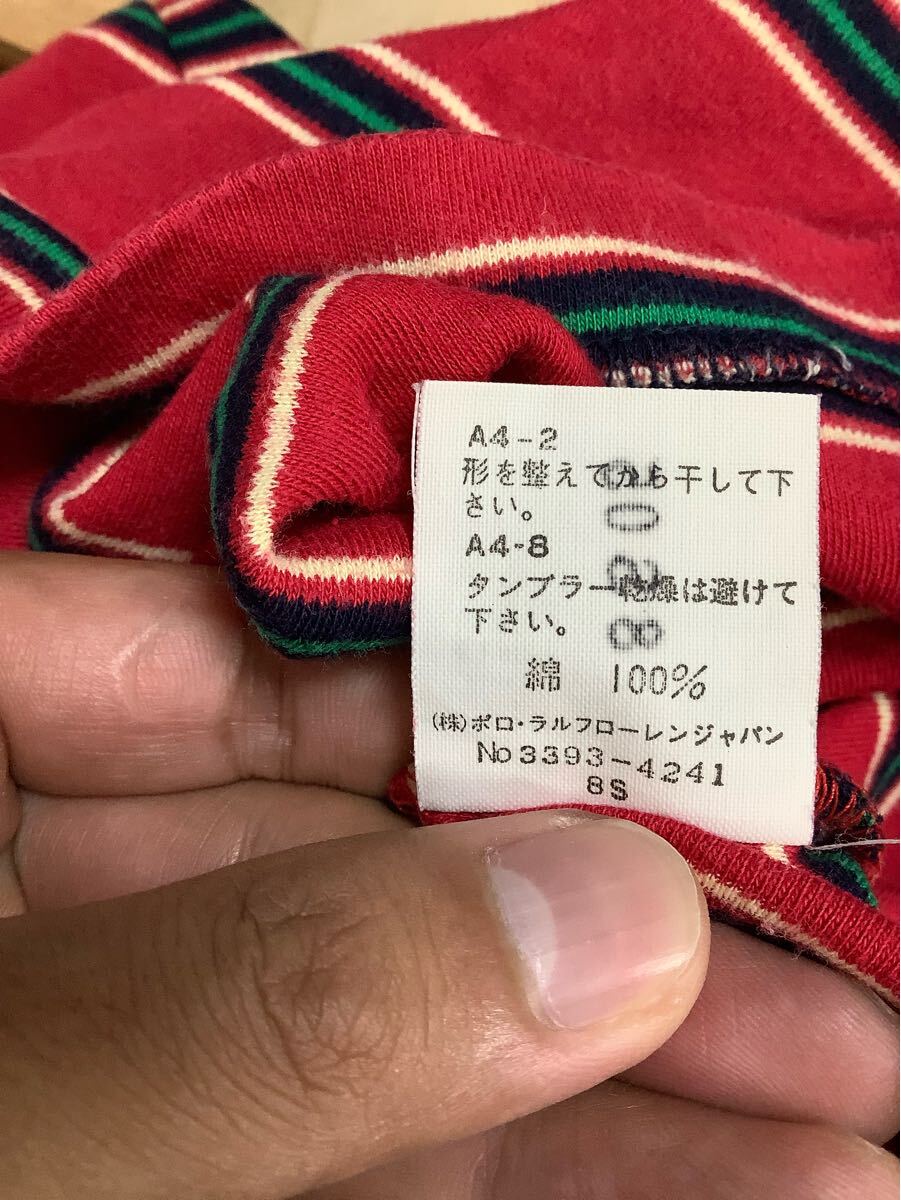 A4-2
形を整えてから干して下
さい。
A4-8
タンブラー乾燥は避けて
下さい。
綿 100%
(株)ポロ・ラルフローレンジャパン
No3393-4241
8S